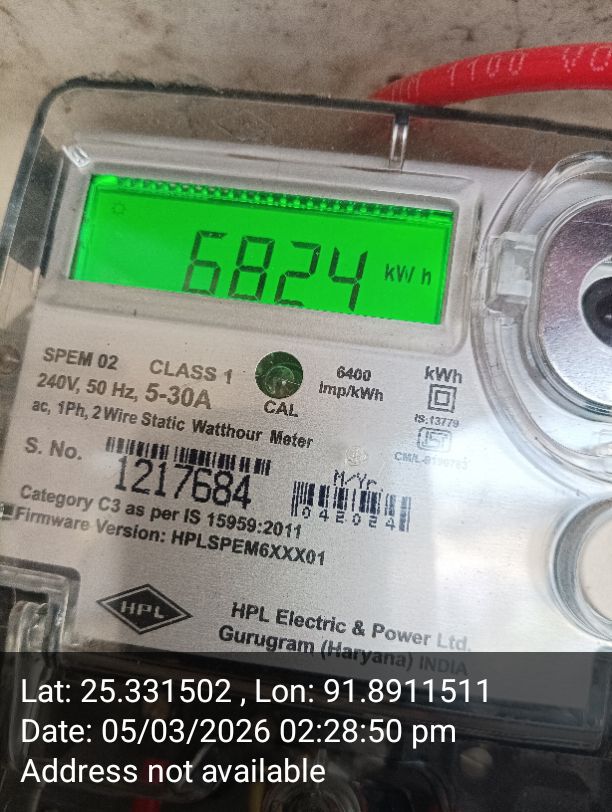 1100 VO
6824 kWh
SPEM 02 CLASS 1
240V, 50 Hz, 5-30A
ac, 1Ph, 2 Wire Static Watthour Meter
CAL
6400
imp/kWh
kWh
IS:13779
S. No.
1217684
M/Yr
042024
Category C3 as per IS 15959:2011
Firmware Version: HPLSPEM6XXX01
HPL
HPL Electric & Power Ltd.
Gurugram (Haryana) INDIA
Lat: 25.331502 , Lon: 91.8911511
Date: 05/03/2026 02:28:50 pm
Address not available